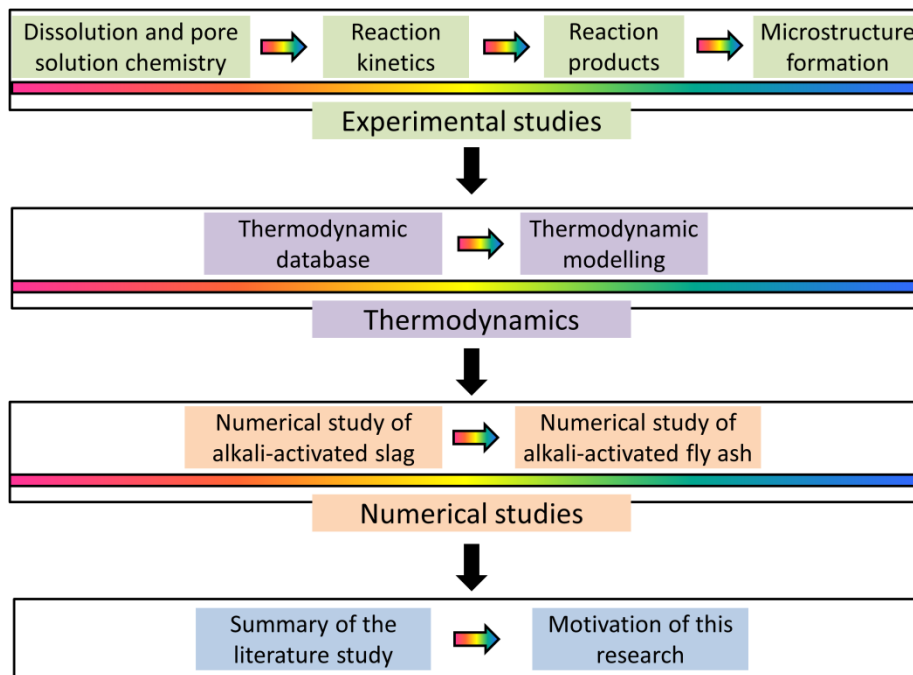 Dissolution and pore
solution chemistry
Reaction
kinetics
Reaction
products
Microstructure
formation
Experimental studies
Thermodynamic
database
Thermodynamic
modelling
Thermodynamics
Numerical study of
alkali-activated slag
Numerical study of
alkali-activated fly ash
Numerical studies
Summary of the
literature study
Motivation of this
research